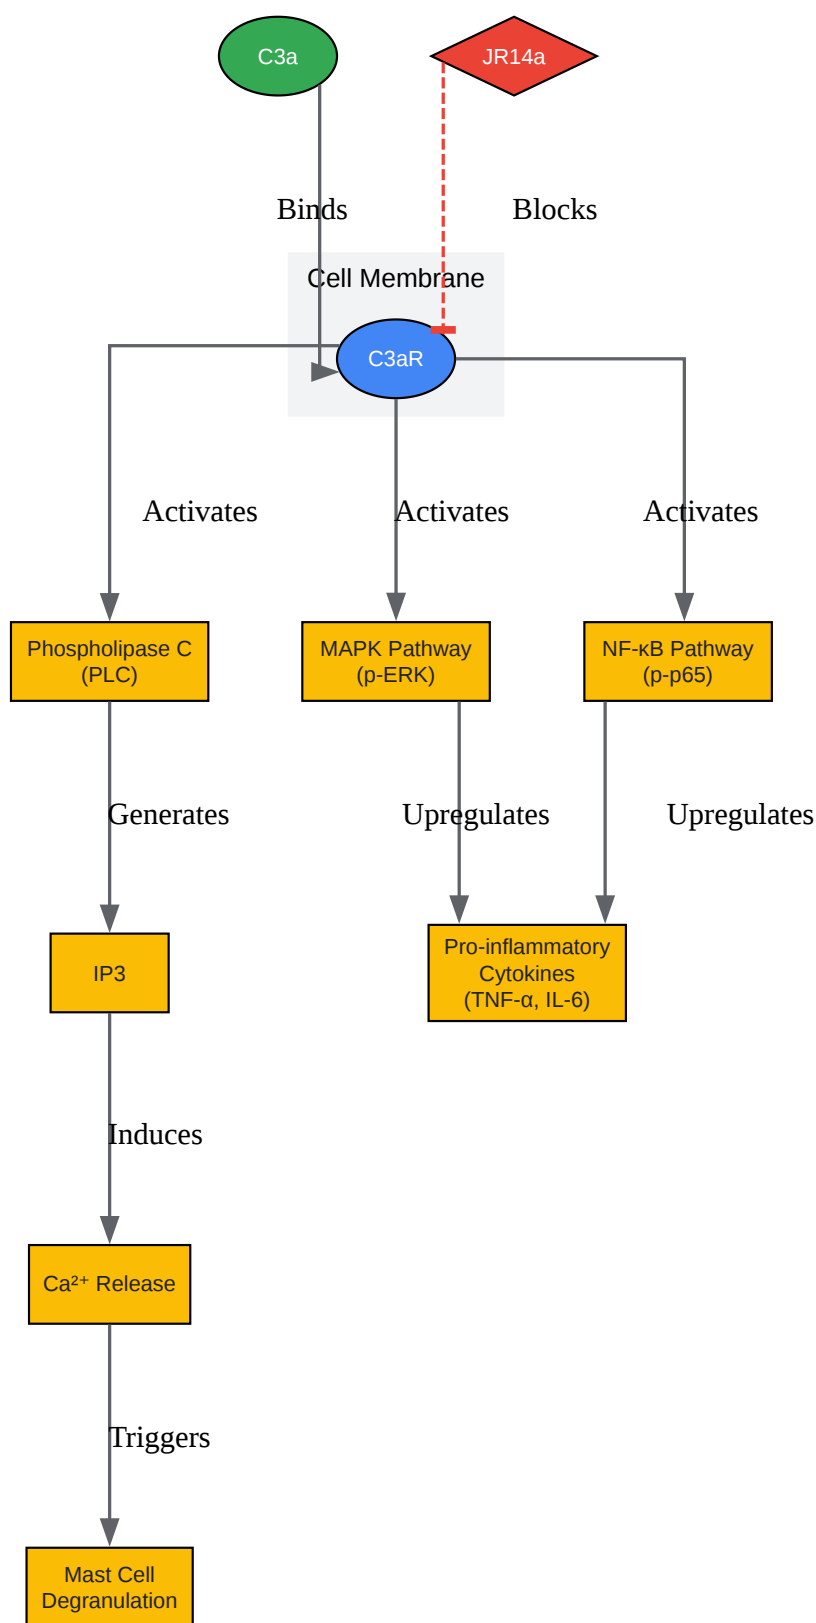 C3a
JR14a
Binds
Blocks
Cell Membrane
C3aR
Activates
Activates
Activates
Phospholipase C
(PLC)
MAPK Pathway
(p-ERK)
NF-κB Pathway
(p-p65)
Generates
Upregulates
Upregulates
IP3
Pro-inflammatory
Cytokines
(TNF-α, IL-6)
Induces
Ca²⁺ Release
Triggers
Mast Cell
Degranulation